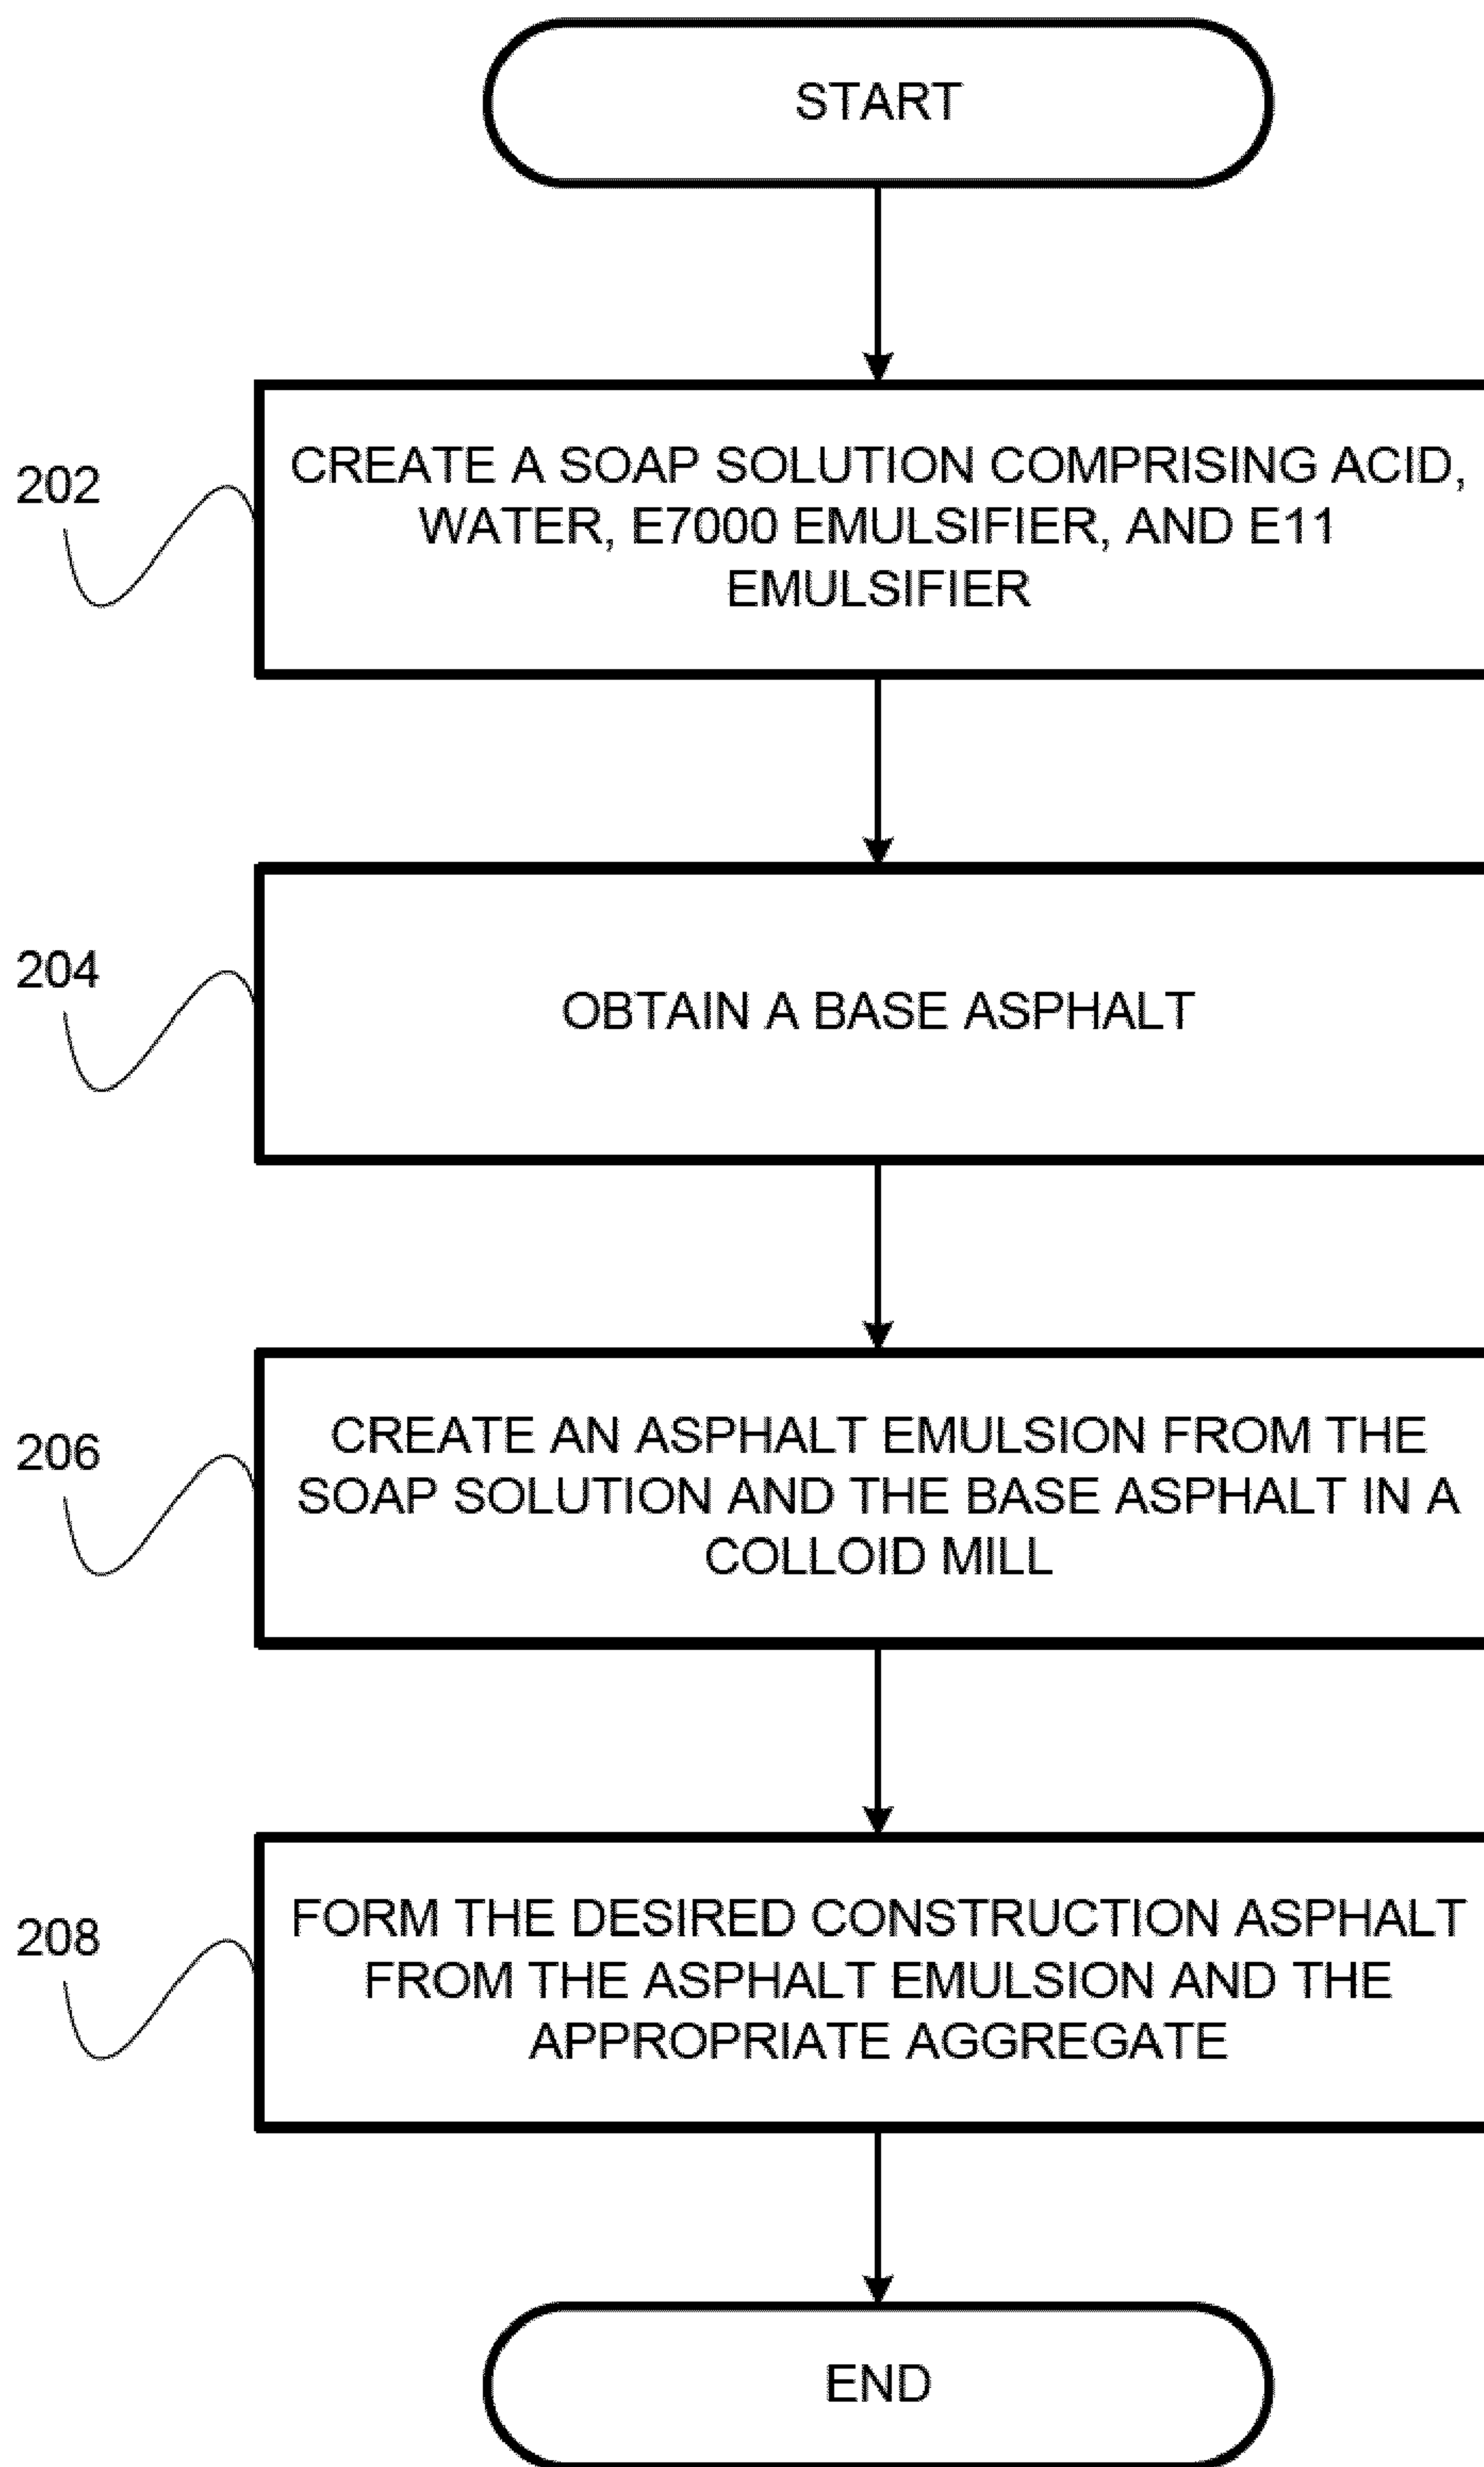 START
202
CREATE A SOAP SOLUTION COMPRISING ACID,
WATER, E7000 EMULSIFIER, AND E11
EMULSIFIER
204
OBTAIN A BASE ASPHALT
206
CREATE AN ASPHALT EMULSION FROM THE
SOAP SOLUTION AND THE BASE ASPHALT IN A
COLLOID MILL
208
FORM THE DESIRED CONSTRUCTION ASPHALT
FROM THE ASPHALT EMULSION AND THE
APPROPRIATE AGGREGATE
END